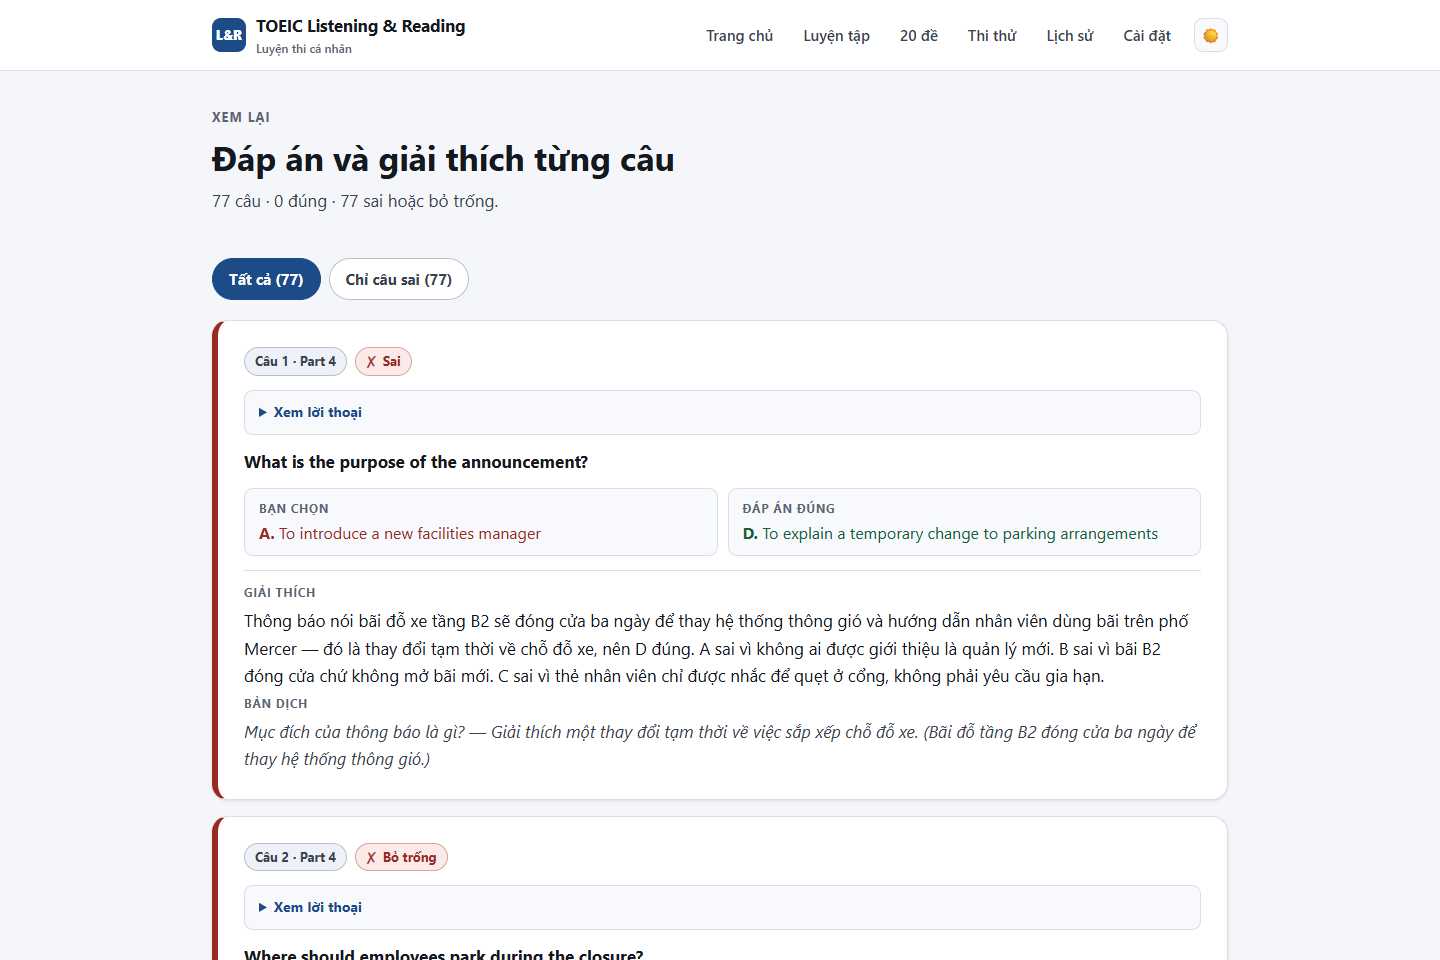 L&R
TOEIC Listening & Reading
Luyện thi cá nhân
Trang chủ
Luyện tập
20 đề
Thi thử
Lịch sử
Cài đặt
XEM LẠI
Đáp án và giải thích từng câu
77 câu · 0 đúng · 77 sai hoặc bỏ trống.
Tất cả (77)
Chỉ câu sai (77)
Câu 1 · Part 4
✗ Sai
▶ Xem lời thoại
What is the purpose of the announcement?
BẠN CHỌN
A. To introduce a new facilities manager
ĐÁP ÁN ĐÚNG
D. To explain a temporary change to parking arrangements
GIẢI THÍCH
Thông báo nói bãi đỗ xe tầng B2 sẽ đóng cửa ba ngày để thay hệ thống thông gió và hướng dẫn nhân viên dùng bãi trên phố
Mercer — đó là thay đổi tạm thời về chỗ đỗ xe, nên D đúng. A sai vì không ai được giới thiệu là quản lý mới. B sai vì bãi B2
đóng cửa chứ không mở bãi mới. C sai vì thẻ nhân viên chỉ được nhắc để quẹt ở cổng, không phải yêu cầu gia hạn.
BẢN DỊCH
Mục đích của thông báo là gì? — Giải thích một thay đổi tạm thời về việc sắp xếp chỗ đỗ xe. (Bãi đỗ tầng B2 đóng cửa ba ngày để
thay hệ thống thông gió.)
Câu 2 · Part 4
✗ Bỏ trống
▶ Xem lời thoại
Where should employees park during the closure?